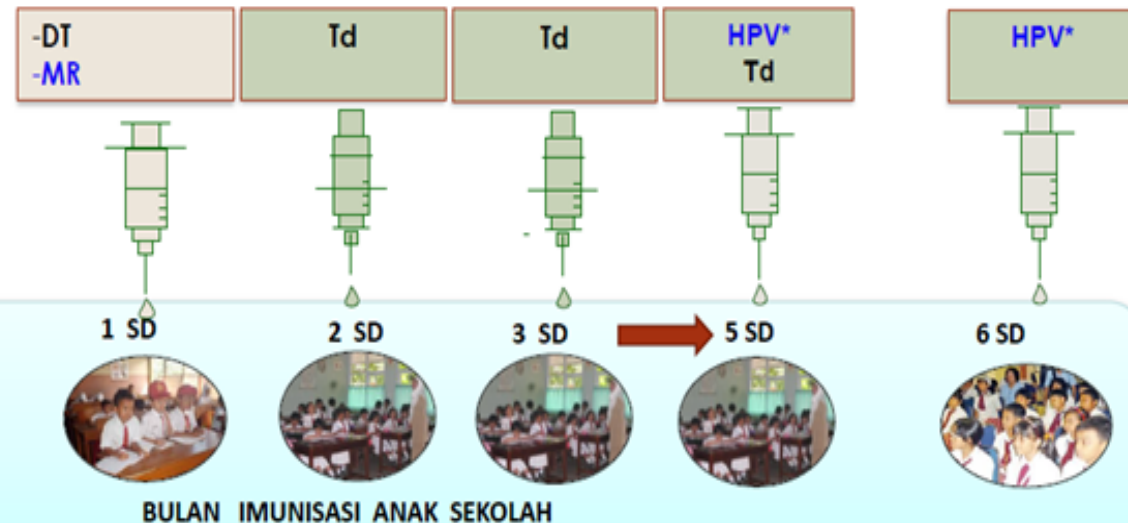 -DT
-MR
Td
Td
HPV*
Td
HPV*
1 SD
2 SD
3 SD
5 SD
6 SD
BULAN IMUNISASI ANAK SEKOLAH